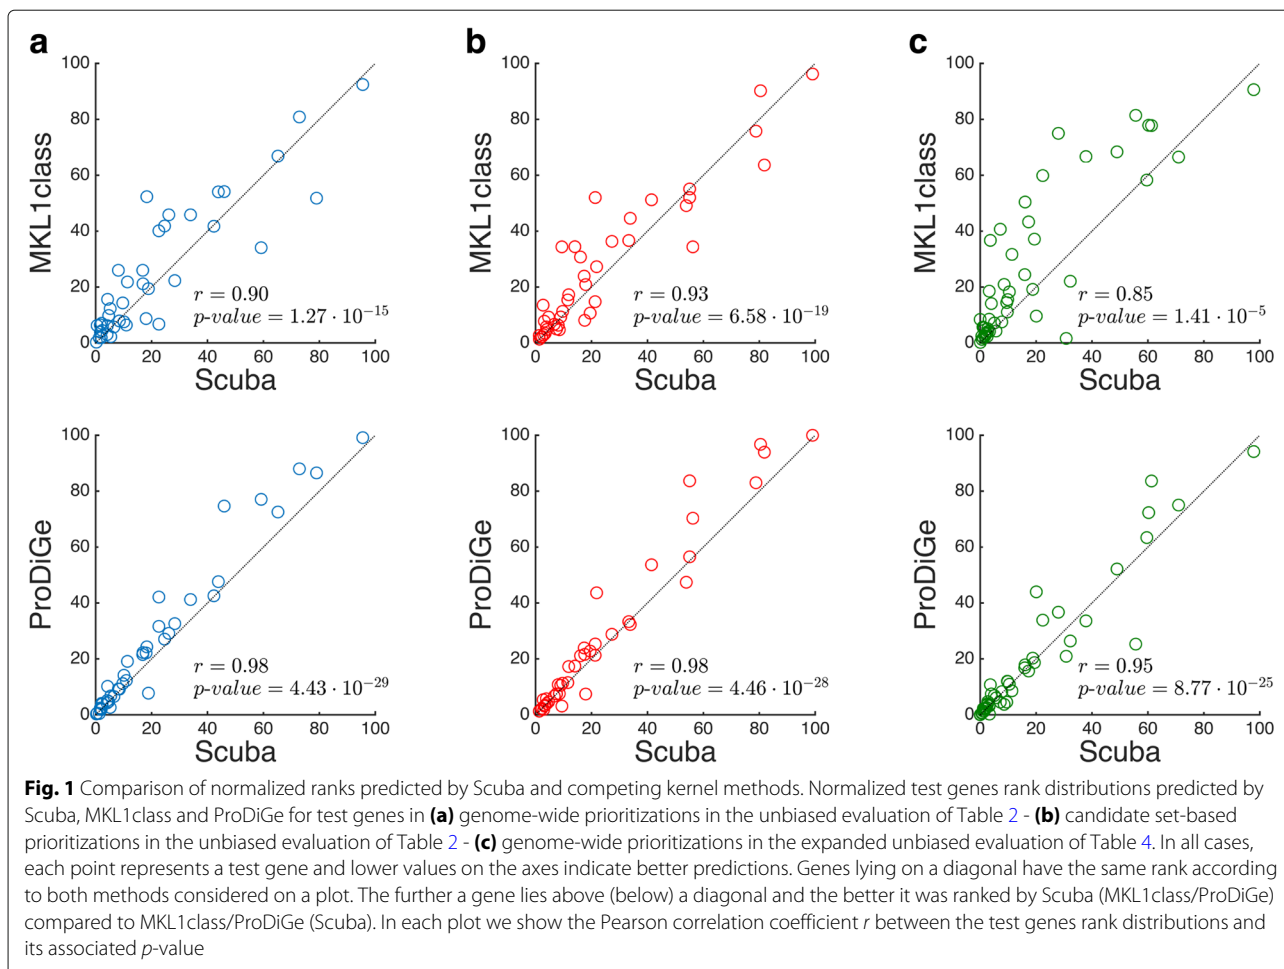 a
b
c
100
80
60
40
20
0
MKL1class
r = 0.90
p-value = 1.27 · 10−15
0
20
40
60
80
100
Scuba
100
80
60
40
20
0
MKL1class
r = 0.93
p-value = 6.58 · 10−19
0
20
40
60
80
100
Scuba
100
80
60
40
20
0
MKL1class
r = 0.85
p-value = 1.41 · 10−5
0
20
40
60
80
100
Scuba
100
80
60
40
20
0
ProDiGe
r = 0.98
p-value = 4.43 · 10−29
0
20
40
60
80
100
Scuba
100
80
60
40
20
0
ProDiGe
r = 0.98
p-value = 4.46 · 10−28
0
20
40
60
80
100
Scuba
100
80
60
40
20
0
ProDiGe
r = 0.95
p-value = 8.77 · 10−25
0
20
40
60
80
100
Scuba
Fig. 1 Comparison of normalized ranks predicted by Scuba and competing kernel methods. Normalized test genes rank distributions predicted by
Scuba, MKL1class and ProDiGe for test genes in (a) genome-wide prioritizations in the unbiased evaluation of Table 2 - (b) candidate set-based
prioritizations in the unbiased evaluation of Table 2 - (c) genome-wide prioritizations in the expanded unbiased evaluation of Table 4. In all cases,
each point represents a test gene and lower values on the axes indicate better predictions. Genes lying on a diagonal have the same rank according
to both methods considered on a plot. The further a gene lies above (below) a diagonal and the better it was ranked by Scuba (MKL1class/ProDiGe)
compared to MKL1class/ProDiGe (Scuba). In each plot we show the Pearson correlation coefficient r between the test genes rank distributions and
its associated p-value